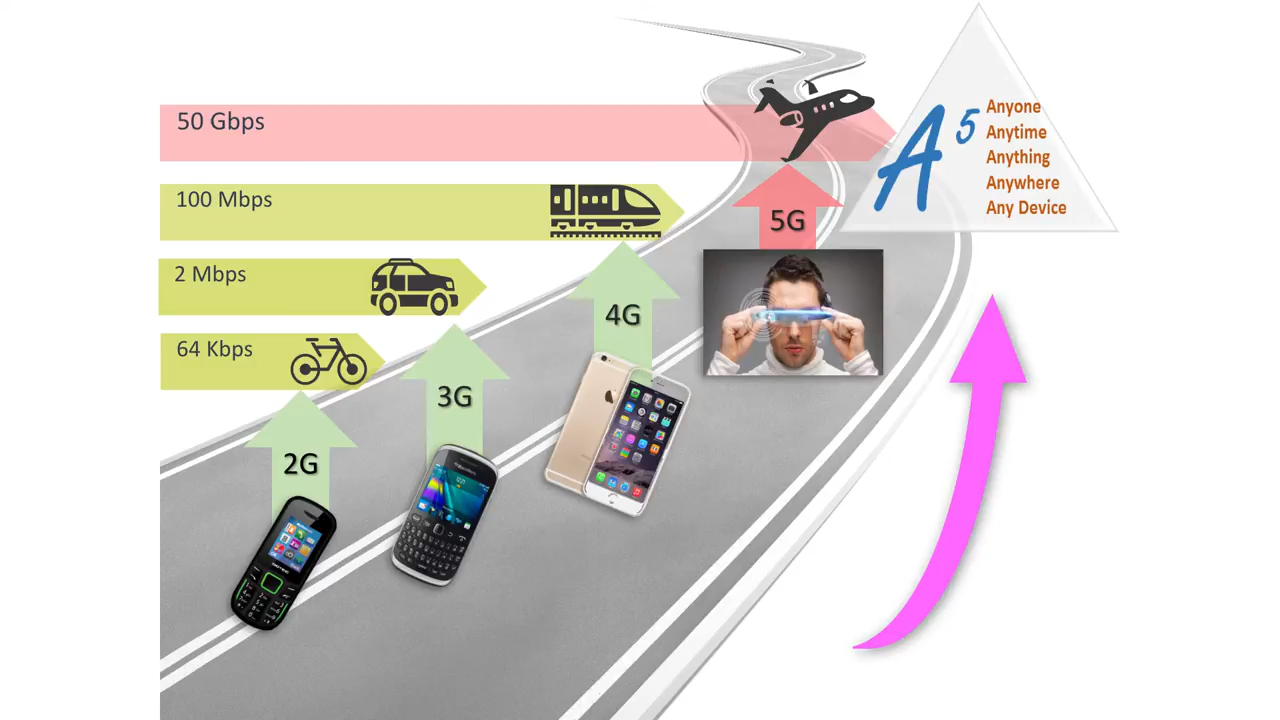 50 Gbps
100 Mbps
2 Mbps
64 Kbps
2G
3G
4G
5G
A5
Anyone
Anytime
Anything
Anywhere
Any Device